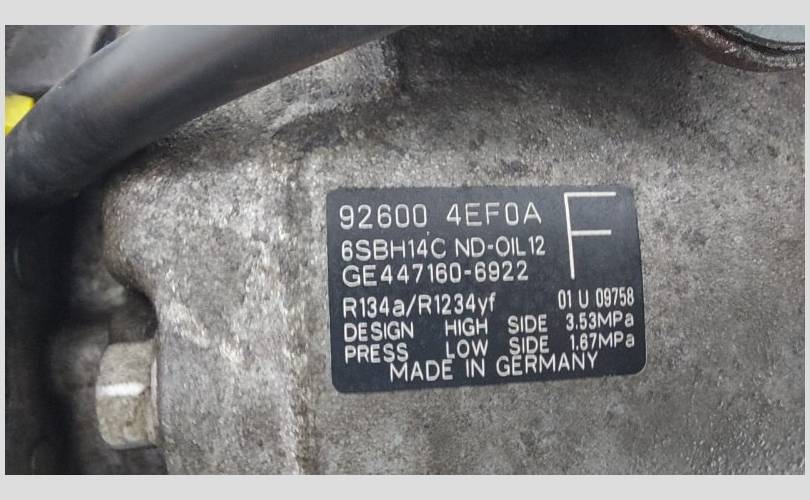 92600 4EF0A F
6SBH14C ND-OIL12
GE447160-6922
R134a/R1234yf 01 U 09758
DESIGN HIGH SIDE 3.53MPa
PRESS LOW SIDE 1.67MPa
MADE IN GERMANY